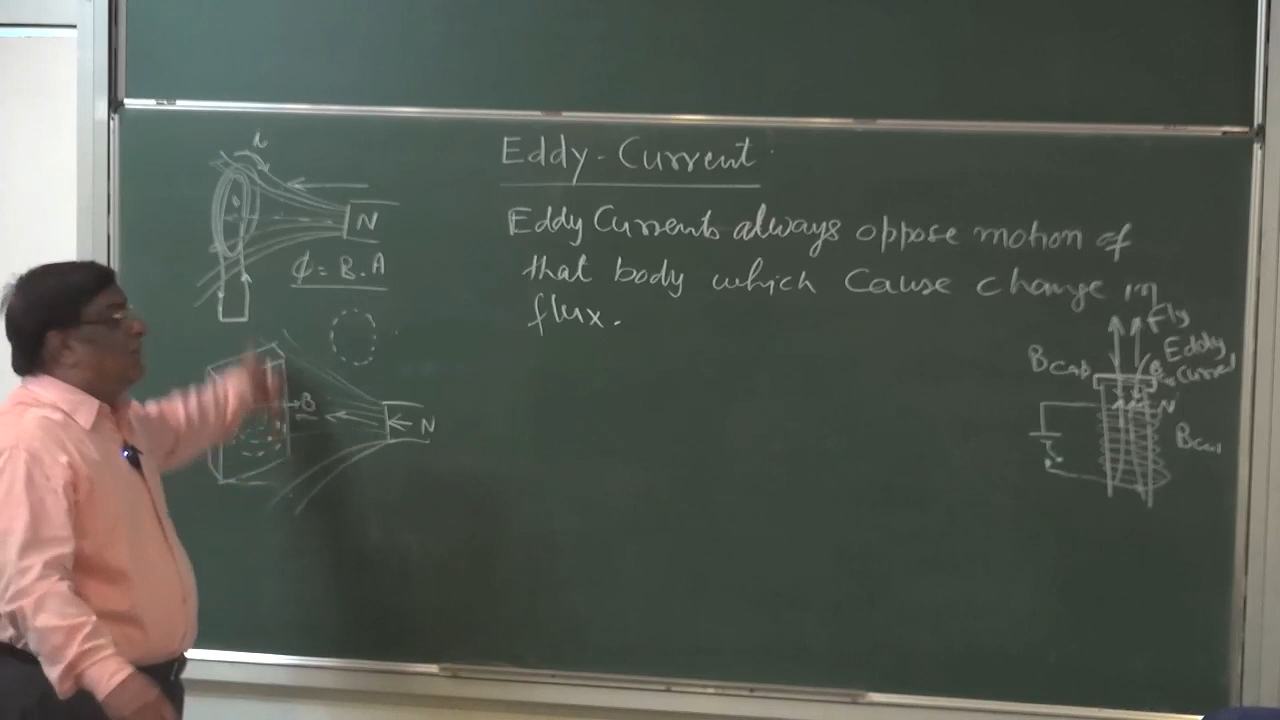 Eddy-Current
Eddy Currents always oppose motion of
that body which cause change in
flux.
N
φ = B.A
B
N
Fly
Bcap
Eddy
Current
N